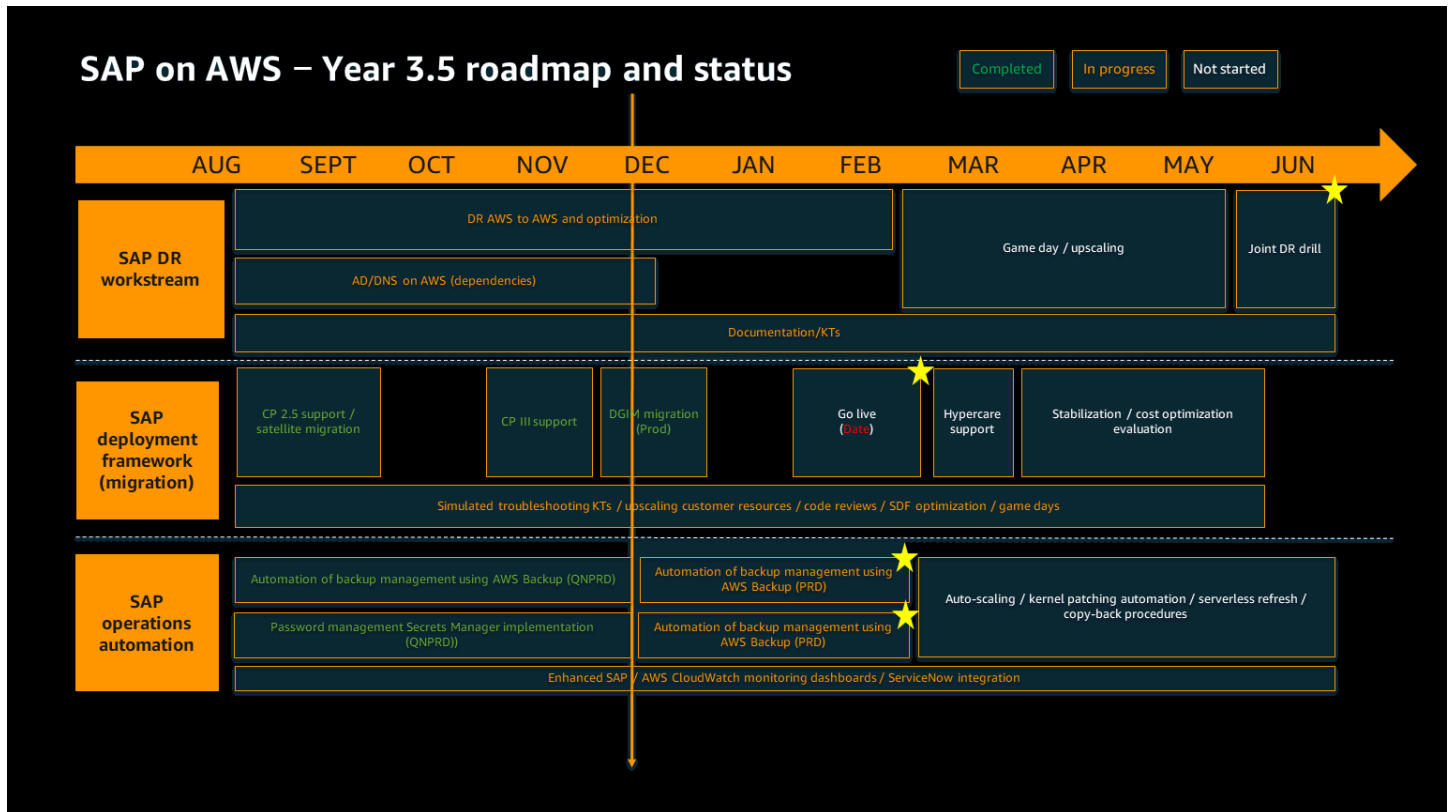 SAP on AWS – Year 3.5 roadmap and status
Completed
In progress
Not started
AUG SEPT OCT NOV DEC JAN FEB MAR APR MAY JUN
SAP DR
workstream
DR AWS to AWS and optimization
AD/DNS on AWS (dependencies)
Game day / upscaling
Joint DR drill
Documentation/KTs
SAP
deployment
framework
(migration)
CP 2.5 support /
satellite migration
CP III support
DGIM migration
(Prod)
Go live
(Date)
Hypercare
support
Stabilization / cost optimization
evaluation
Simulated troubleshooting KTs / upscaling customer resources / code reviews / SDF optimization / game days
SAP
operations
automation
Automation of backup management using AWS Backup (QNPRD)
Automation of backup management using
AWS Backup (PRD)
Password management Secrets Manager implementation
(QNPRD))
Automation of backup management using
AWS Backup (PRD)
Auto-scaling / kernel patching automation / serverless refresh /
copy-back procedures
Enhanced SAP / AWS CloudWatch monitoring dashboards / ServiceNow integration